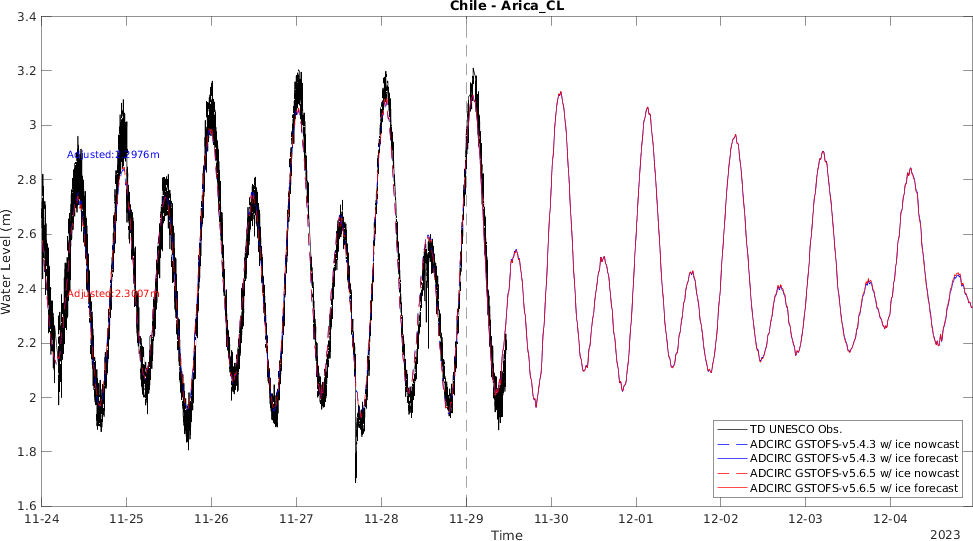 Chile - Arica_CL
3.4
3.2
3
2.8
2.6
2.4
2.2
2
1.8
1.6
Water Level (m)
Adjusted:2.3007m
TD UNESCO Obs.
ADCIRC GSTOFS-v5.4.3 w/ ice nowcast
ADCIRC GSTOFS-v5.4.3 w/ ice forecast
ADCIRC GSTOFS-v5.6.5 w/ ice nowcast
ADCIRC GSTOFS-v5.6.5 w/ ice forecast
11-24
11-25
11-26
11-27
11-28
11-29
11-30
12-01
12-02
12-03
12-04
Time
2023